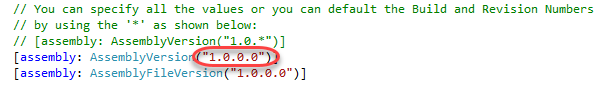 // You can specify all the values or you can default the Build and Revision Numbers
// by using the '*' as shown below:
// [assembly: AssemblyVersion("1.0.*")]
[assembly: AssemblyVersion("1.0.0.0")]
[assembly: AssemblyFileVersion("1.0.0.0")]